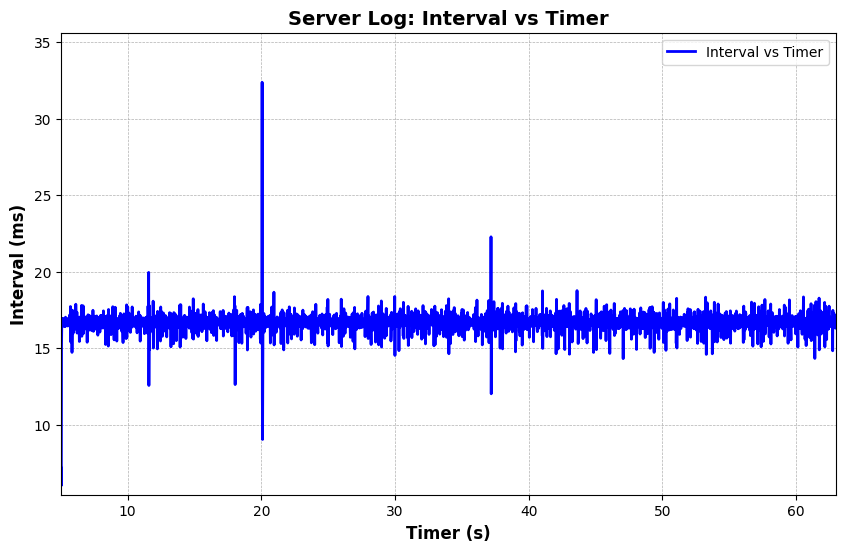 Server Log: Interval vs Timer
Interval vs Timer
35
30
25
20
15
10
Interval (ms)
10 20 30 40 50 60
Timer (s)